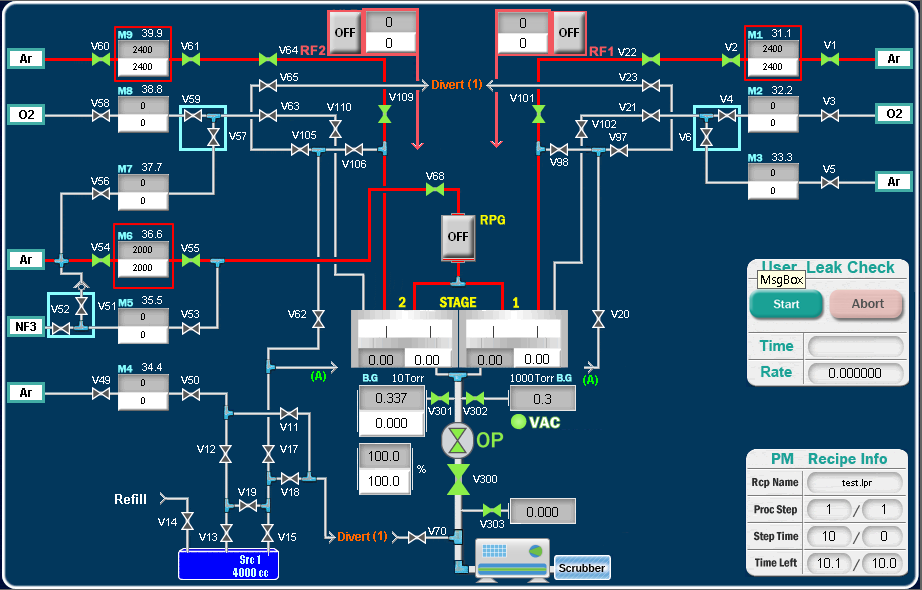 M9 39.9
2400
2400
V60
V61
V64
Ar
OFF
0
0
RF2
0
0
OFF
RF1
V22
V2
M1 31.1
2400
2400
V1
Ar
M8 38.8
0
0
V58
V59
V57
O2
V65
V63
V110
V109
V105
V106
Divert (1)
V23
V101
V21
V102
V97
V98
V4
V6
M2 32.2
0
0
V3
O2
M3 33.3
0
0
V5
Ar
M7 37.7
0
0
V56
V68
RPG
OFF
M6 36.6
2000
2000
V54
V55
Ar
V52
V51
NF3
M5 35.5
0
0
V53
V62
2 STAGE 1
0.00 0.00
0.00 0.00
V20
(A)
(A)
User Leak Check
MsgBox
Start
Abort
Time
Rate
0.000000
M4 34.4
0
0
V49
V50
Ar
B.G 10Torr
1000Torr B.G
0.337
0.000
V301
V302
0.3
VAC
OP
100.0
100.0
%
V300
V303
0.000
V11
V12
V17
V18
V19
Refill
V14
V13
V15
Divert (1)
V70
Src 1
4000 cc
Scrubber
PM Recipe Info
Rcp Name test.lpr
Proc Step 1 / 1
Step Time 10 / 0
Time Left 10.1 / 10.0